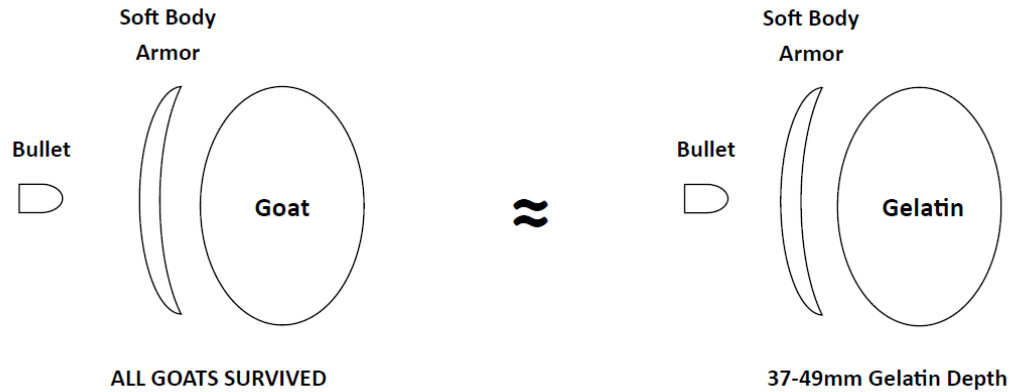 Soft Body
Armor
Bullet
Goat
ALL GOATS SURVIVED
≈
Soft Body
Armor
Bullet
Gelatin
37-49mm Gelatin Depth